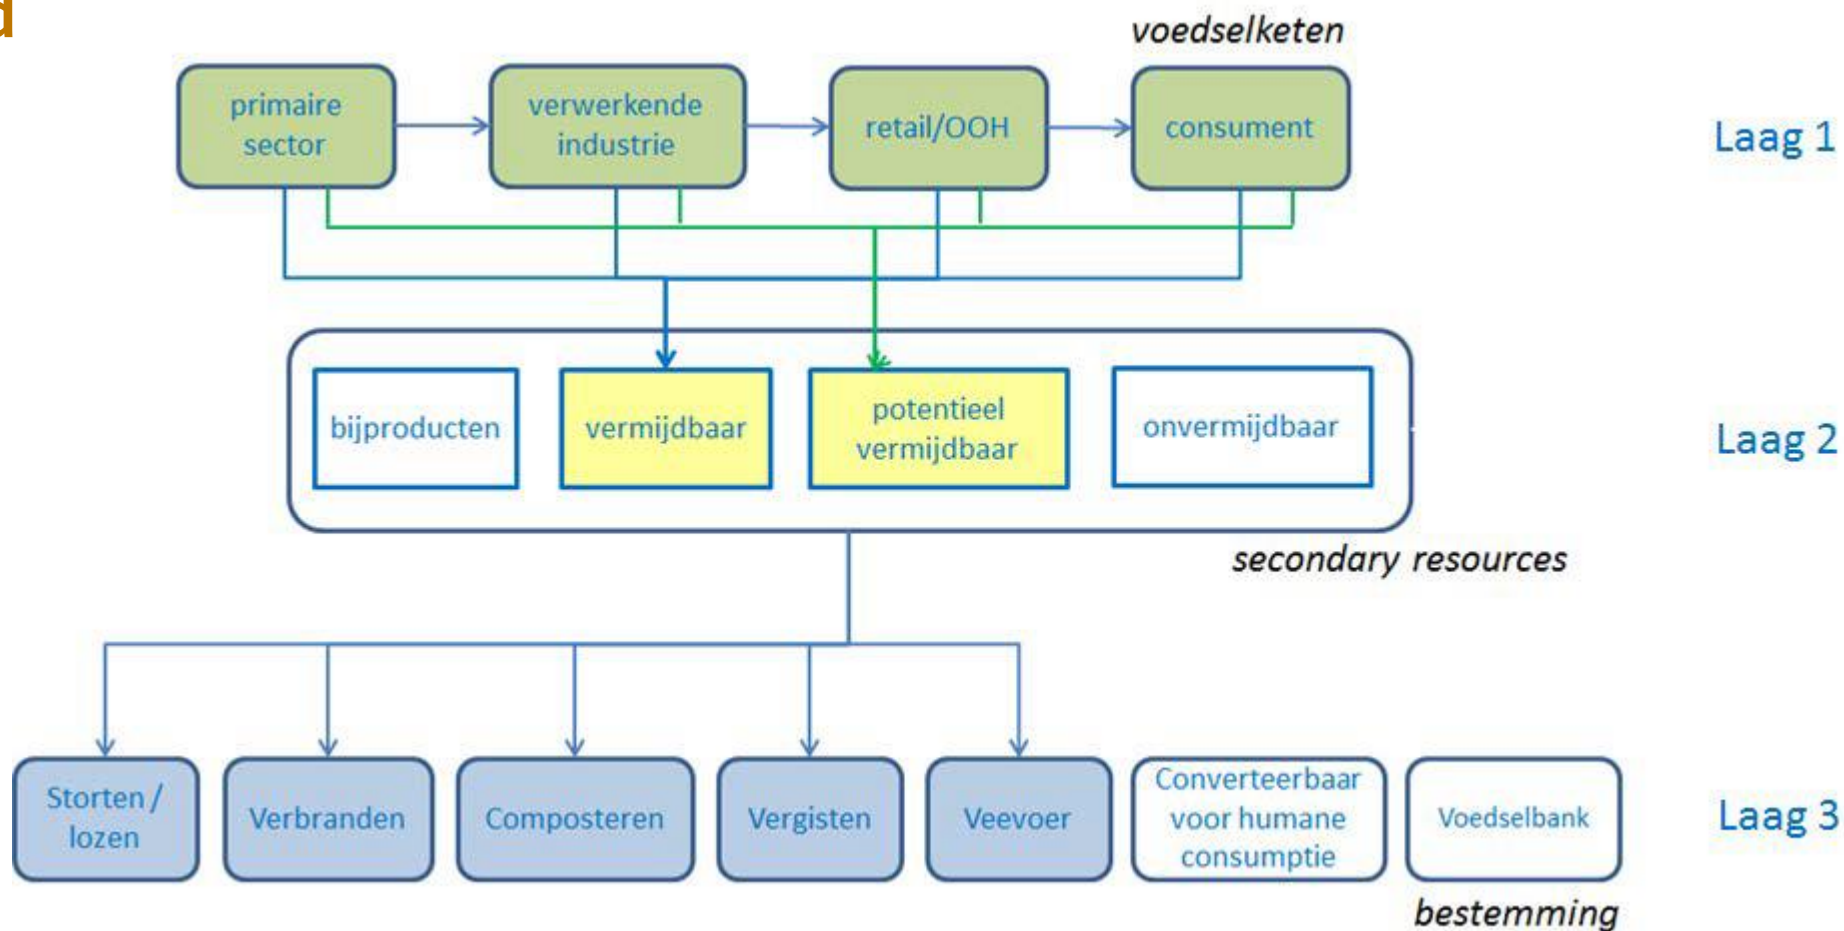 d
voedselketen
primaire
sector
verwerkende
industrie
retail/OOH
consument
Laag 1
bijproducten
vermijdbaar
potentieel
vermijdbaar
onvermijdbaar
Laag 2
secondary resources
Storten /
lozen
Verbranden
Composteren
Vergisten
Veevoer
Converteerbaar
voor humane
consumptie
Voedselbank
Laag 3
bestemming